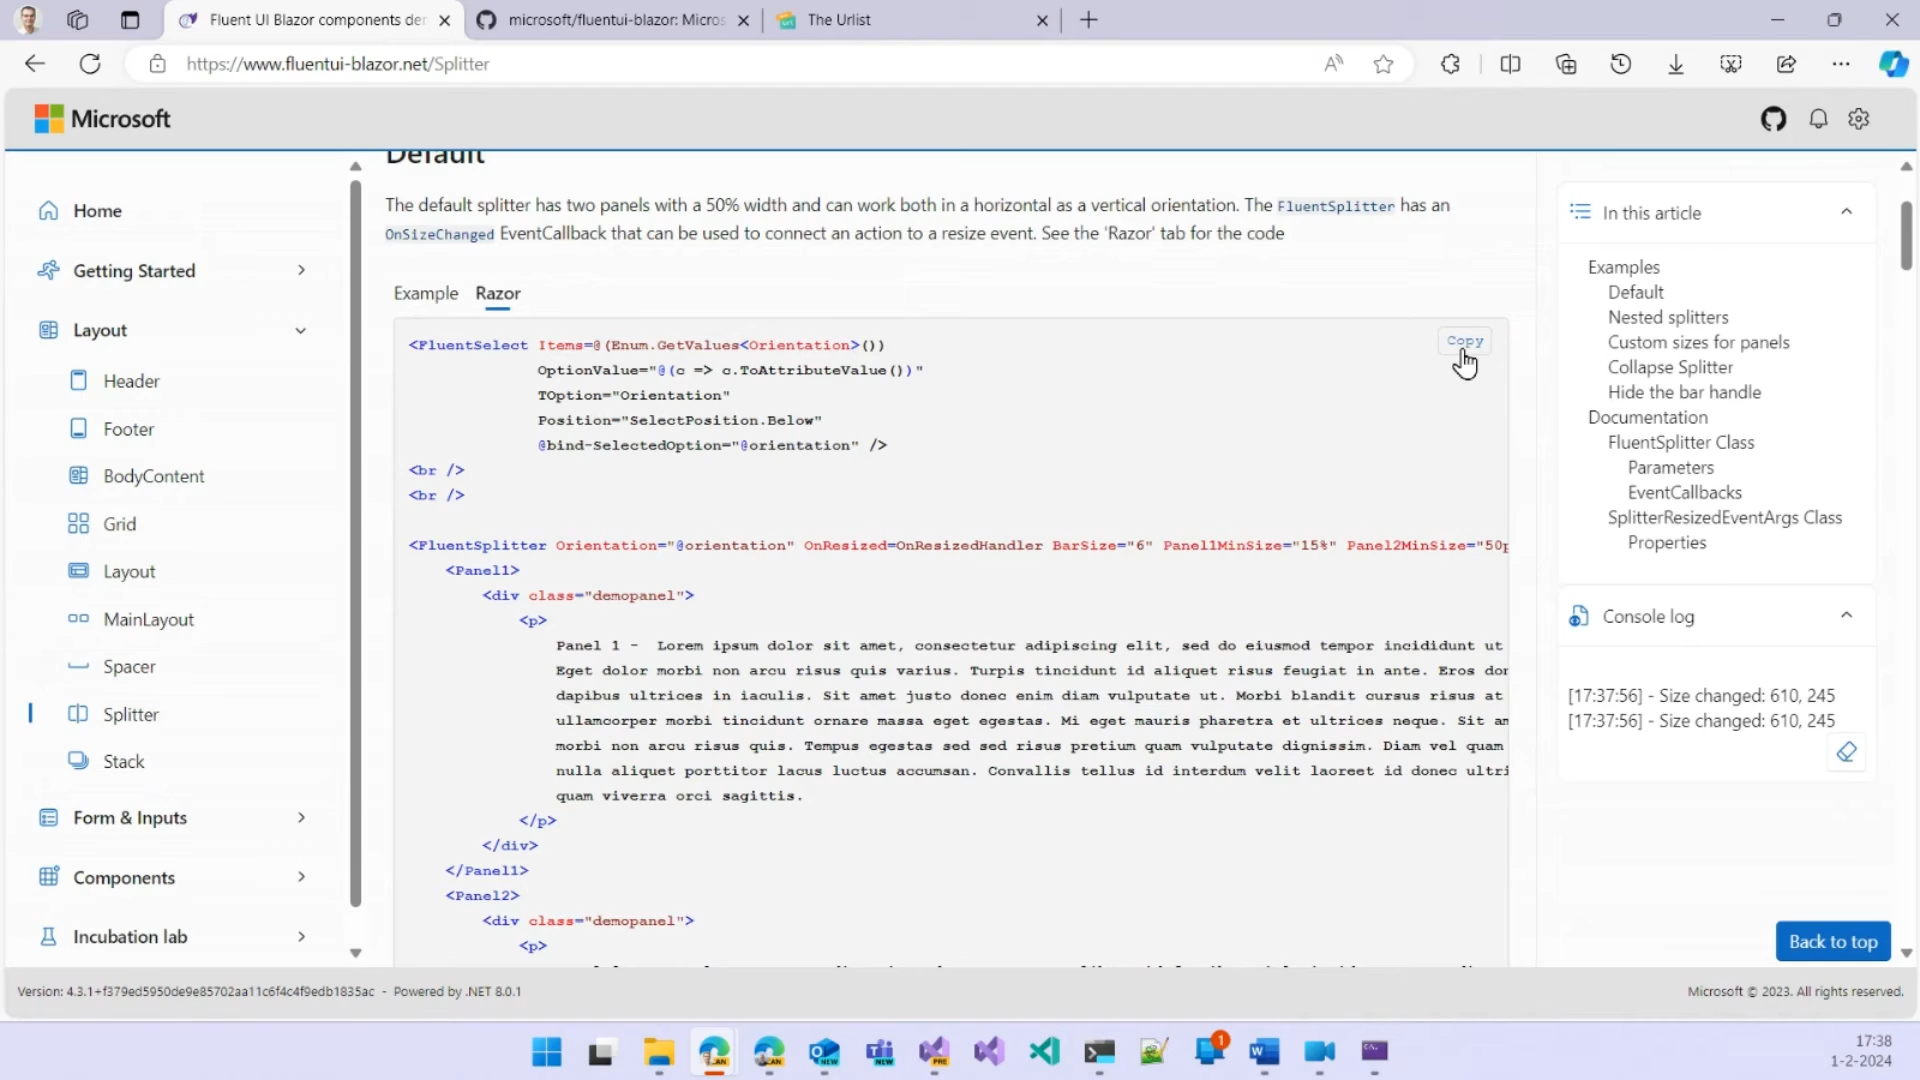 Fluent UI Blazor components der
microsoft/fluentui-blazor: Micros
The Urlist
https://www.fluentui-blazor.net/Splitter
Microsoft
Home
Getting Started
Layout
Header
Footer
BodyContent
Grid
Layout
MainLayout
Spacer
Splitter
Stack
Form & Inputs
Components
Incubation lab
Default
The default splitter has two panels with a 50% width and can work both in a horizontal as a vertical orientation. The FluentSplitter has an
OnSizeChanged EventCallback that can be used to connect an action to a resize event. See the 'Razor' tab for the code
Example Razor
Copy
<FluentSelect Items=@(Enum.GetValues<Orientation>())
OptionValue="@(c => c.ToAttributeValue())"
TOption="Orientation"
Position="SelectPosition.Below"
@bind-SelectedOption="@orientation" />
<br />
<br />
<FluentSplitter Orientation="@orientation" OnResized=OnResizedHandler BarSize="6" Panel1MinSize="15%" Panel2MinSize="50p
<Panel1>
<div class="demopanel">
<p>
Panel 1 - Lorem ipsum dolor sit amet, consectetur adipiscing elit, sed do eiusmod tempor incididunt ut
Eget dolor morbi non arcu risus quis varius. Turpis tincidunt id aliquet risus feugiat in ante. Eros don
dapibus ultrices in iaculis. Sit amet justo donec enim diam vulputate ut. Morbi blandit cursus risus at
ullamcorper morbi tincidunt ornare massa eget egestas. Mi eget mauris pharetra et ultrices neque. Sit am
morbi non arcu risus quis. Tempus egestas sed sed risus pretium quam vulputate dignissim. Diam vel quam
nulla aliquet porttitor lacus luctus accumsan. Convallis tellus id interdum velit laoreet id donec ultri
quam viverra orci sagittis.
</p>
</div>
</Panel1>
<Panel2>
<div class="demopanel">
<p>
In this article
Examples
Default
Nested splitters
Custom sizes for panels
Collapse Splitter
Hide the bar handle
Documentation
FluentSplitter Class
Parameters
EventCallbacks
SplitterResizedEventArgs Class
Properties
Console log
[17:37:56] - Size changed: 610, 245
[17:37:56] - Size changed: 610, 245
Back to top
Version: 4.3.1+f379ed5950de9e85702aa11c6f4c4f9edb1835ac - Powered by .NET 8.0.1
Microsoft © 2023. All rights reserved.
CAN
CAN
NEW
NEW
PRE
1
17:38
1-2-2024